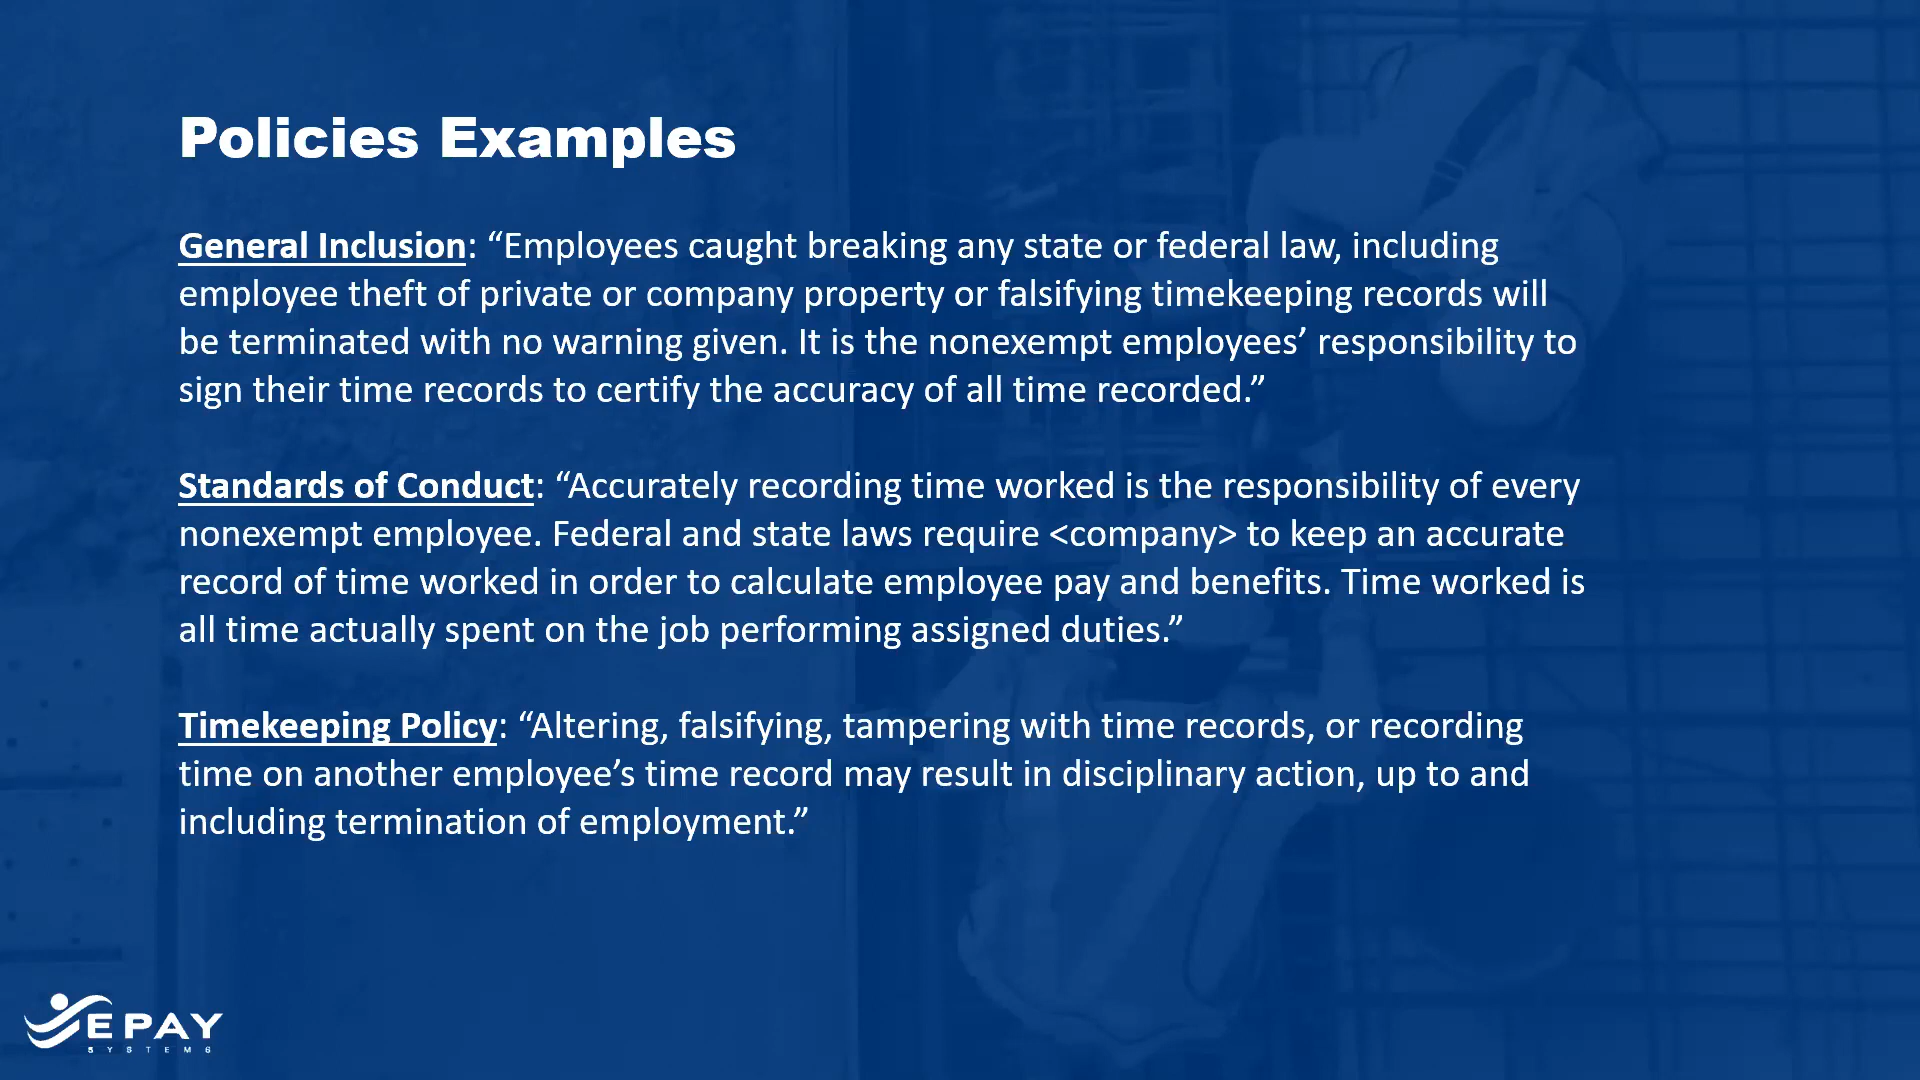 Policies Examples
General Inclusion: “Employees caught breaking any state or federal law, including
employee theft of private or company property or falsifying timekeeping records will
be terminated with no warning given. It is the nonexempt employees’ responsibility to
sign their time records to certify the accuracy of all time recorded.”
Standards of Conduct: “Accurately recording time worked is the responsibility of every
nonexempt employee. Federal and state laws require <company> to keep an accurate
record of time worked in order to calculate employee pay and benefits. Time worked is
all time actually spent on the job performing assigned duties.”
Timekeeping Policy: “Altering, falsifying, tampering with time records, or recording
time on another employee’s time record may result in disciplinary action, up to and
including termination of employment.”
EPAY
SYSTEMS